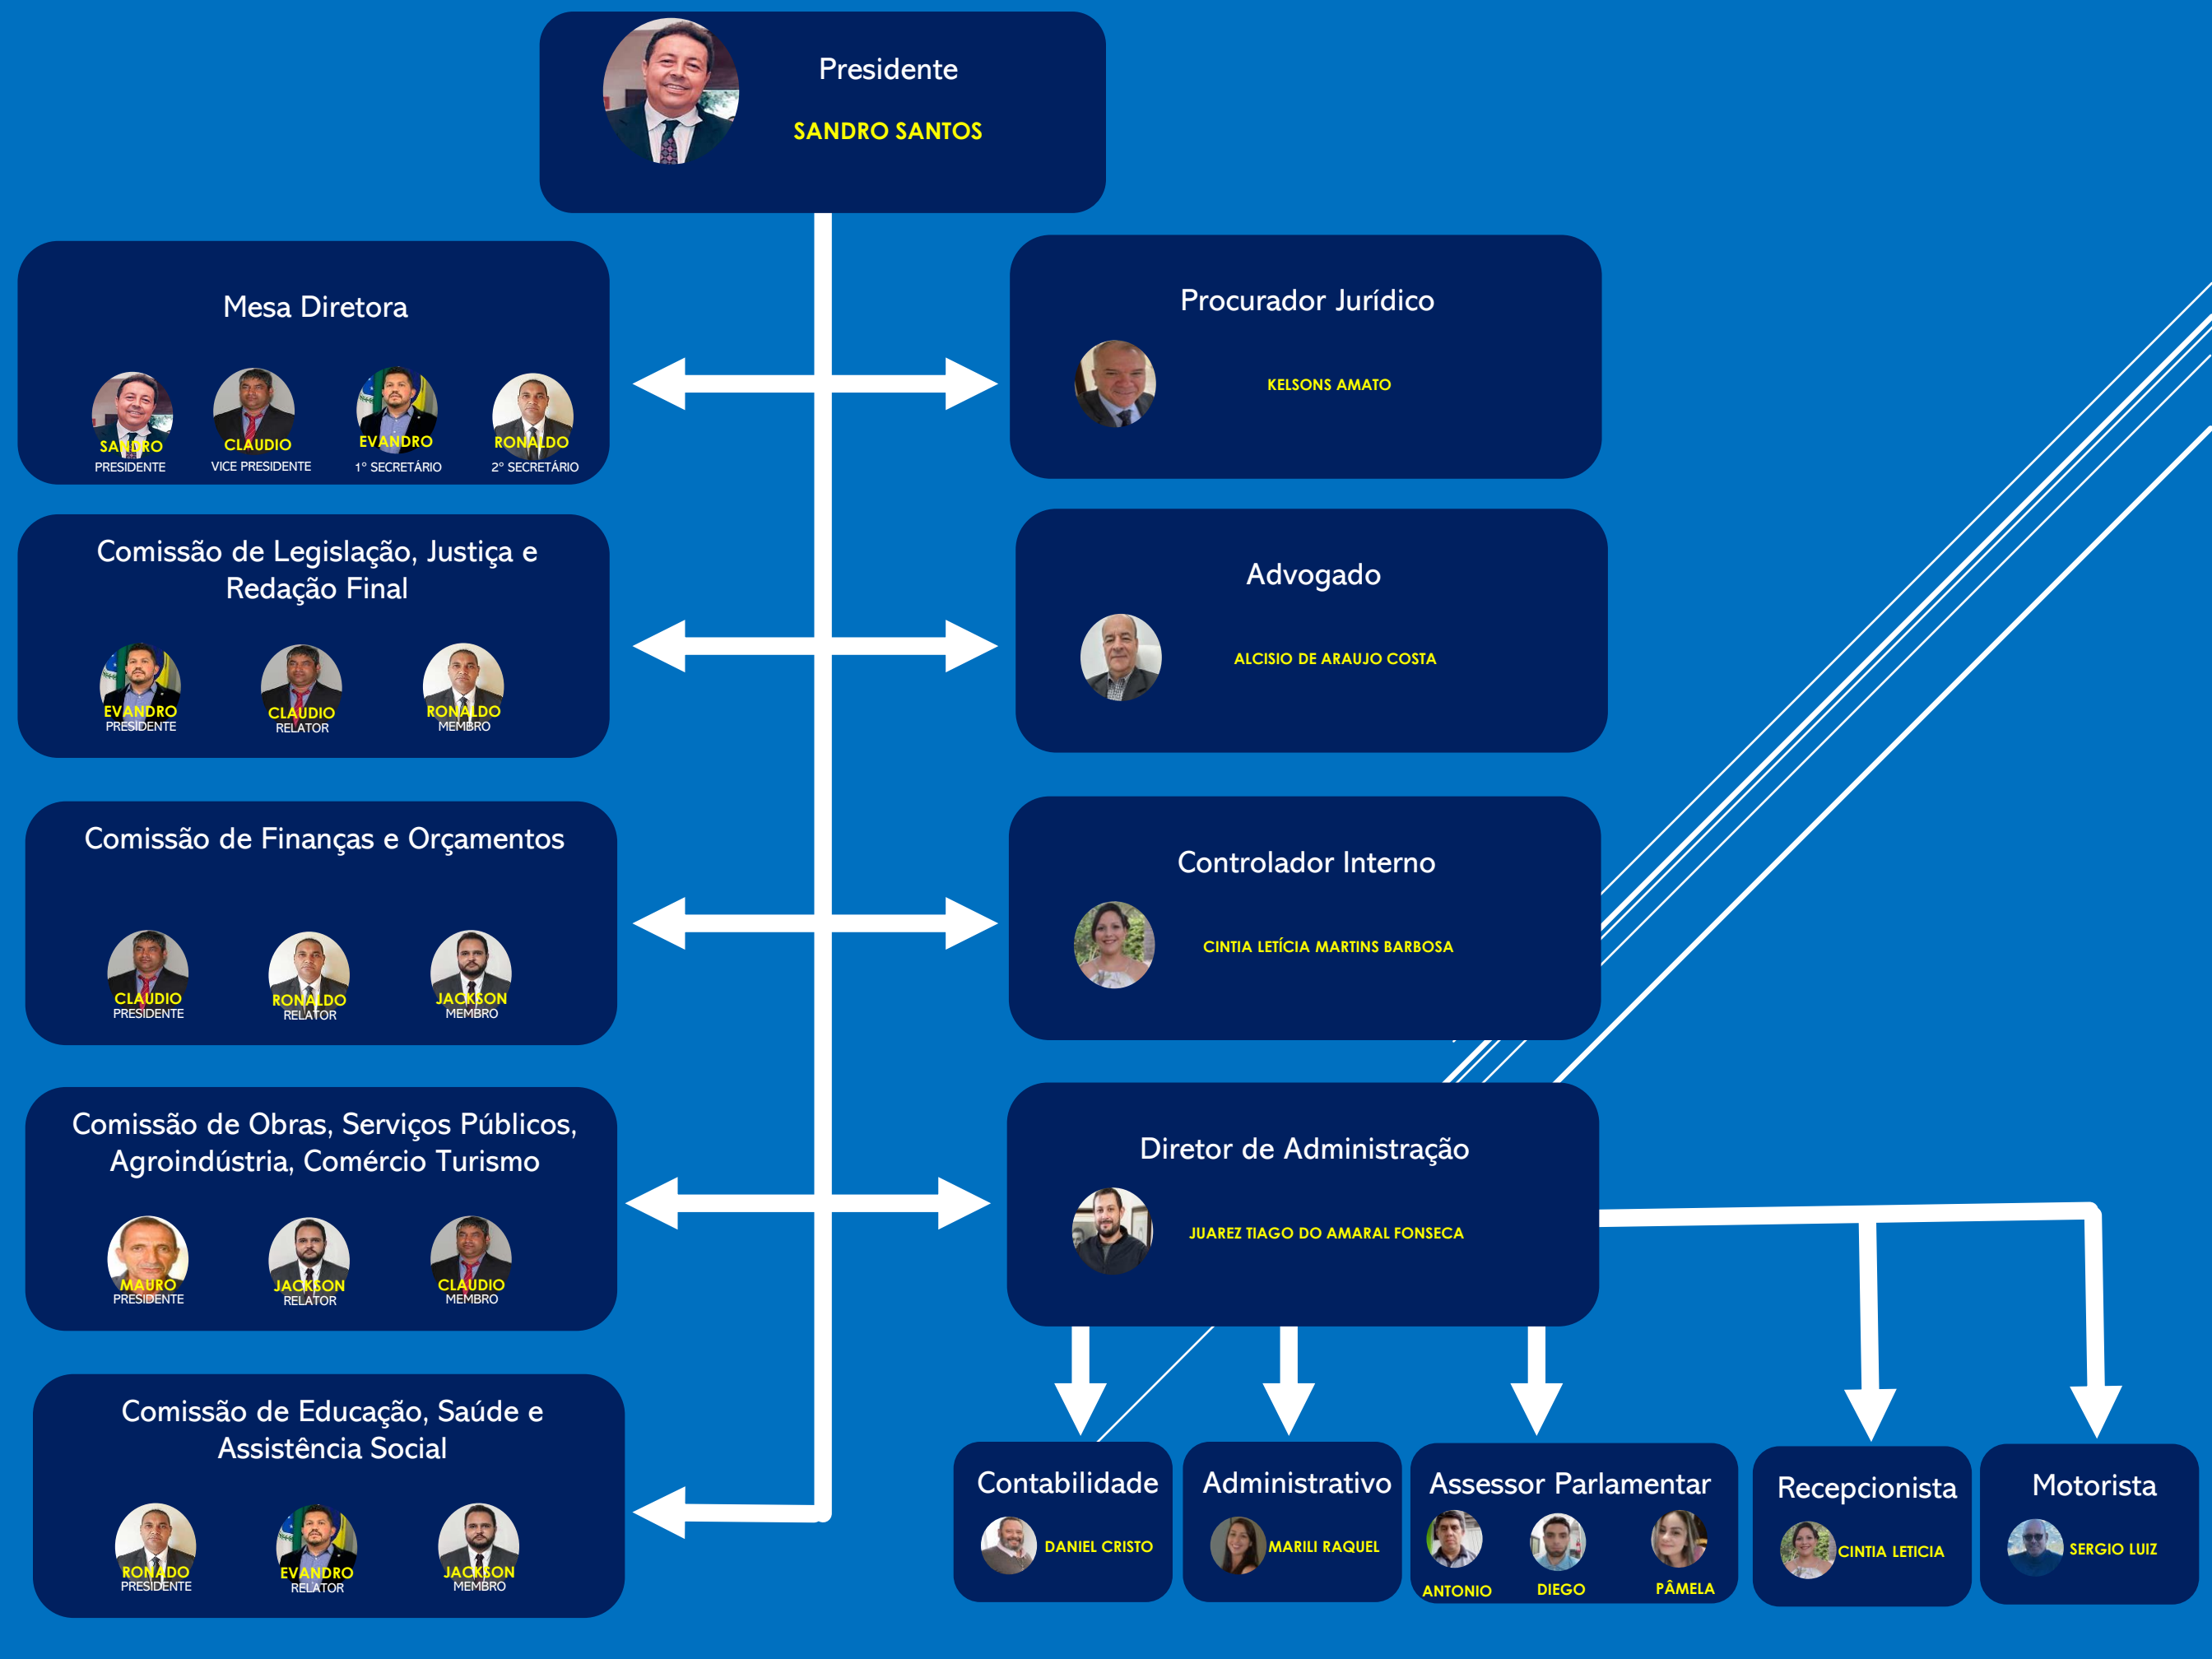 Presidente
SANDRO SANTOS
Mesa Diretora
SANDRO
PRESIDENTE
CLAUDIO
VICE PRESIDENTE
EVANDRO
1º SECRETÁRIO
RONALDO
2º SECRETÁRIO
Procurador Jurídico
KELSONS AMATO
Comissão de Legislação, Justiça e
Redação Final
EVANDRO
PRESIDENTE
CLAUDIO
RELATOR
RONALDO
MEMBRO
Advogado
ALCISIO DE ARAUJO COSTA
Comissão de Finanças e Orçamentos
CLAUDIO
PRESIDENTE
RONALDO
RELATOR
JACKSON
MEMBRO
Controlador Interno
CINTIA LETÍCIA MARTINS BARBOSA
Comissão de Obras, Serviços Públicos,
Agroindústria, Comércio Turismo
MAURO
PRESIDENTE
JACKSON
RELATOR
CLAUDIO
MEMBRO
Diretor de Administração
JUAREZ TIAGO DO AMARAL FONSECA
Comissão de Educação, Saúde e
Assistência Social
RONADO
PRESIDENTE
EVANDRO
RELATOR
JACKSON
MEMBRO
Contabilidade
DANIEL CRISTO
Administrativo
MARILI RAQUEL
Assessor Parlamentar
ANTONIO
DIEGO
PÂMELA
Recepcionista
CINTIA LETICIA
Motorista
SERGIO LUIZ